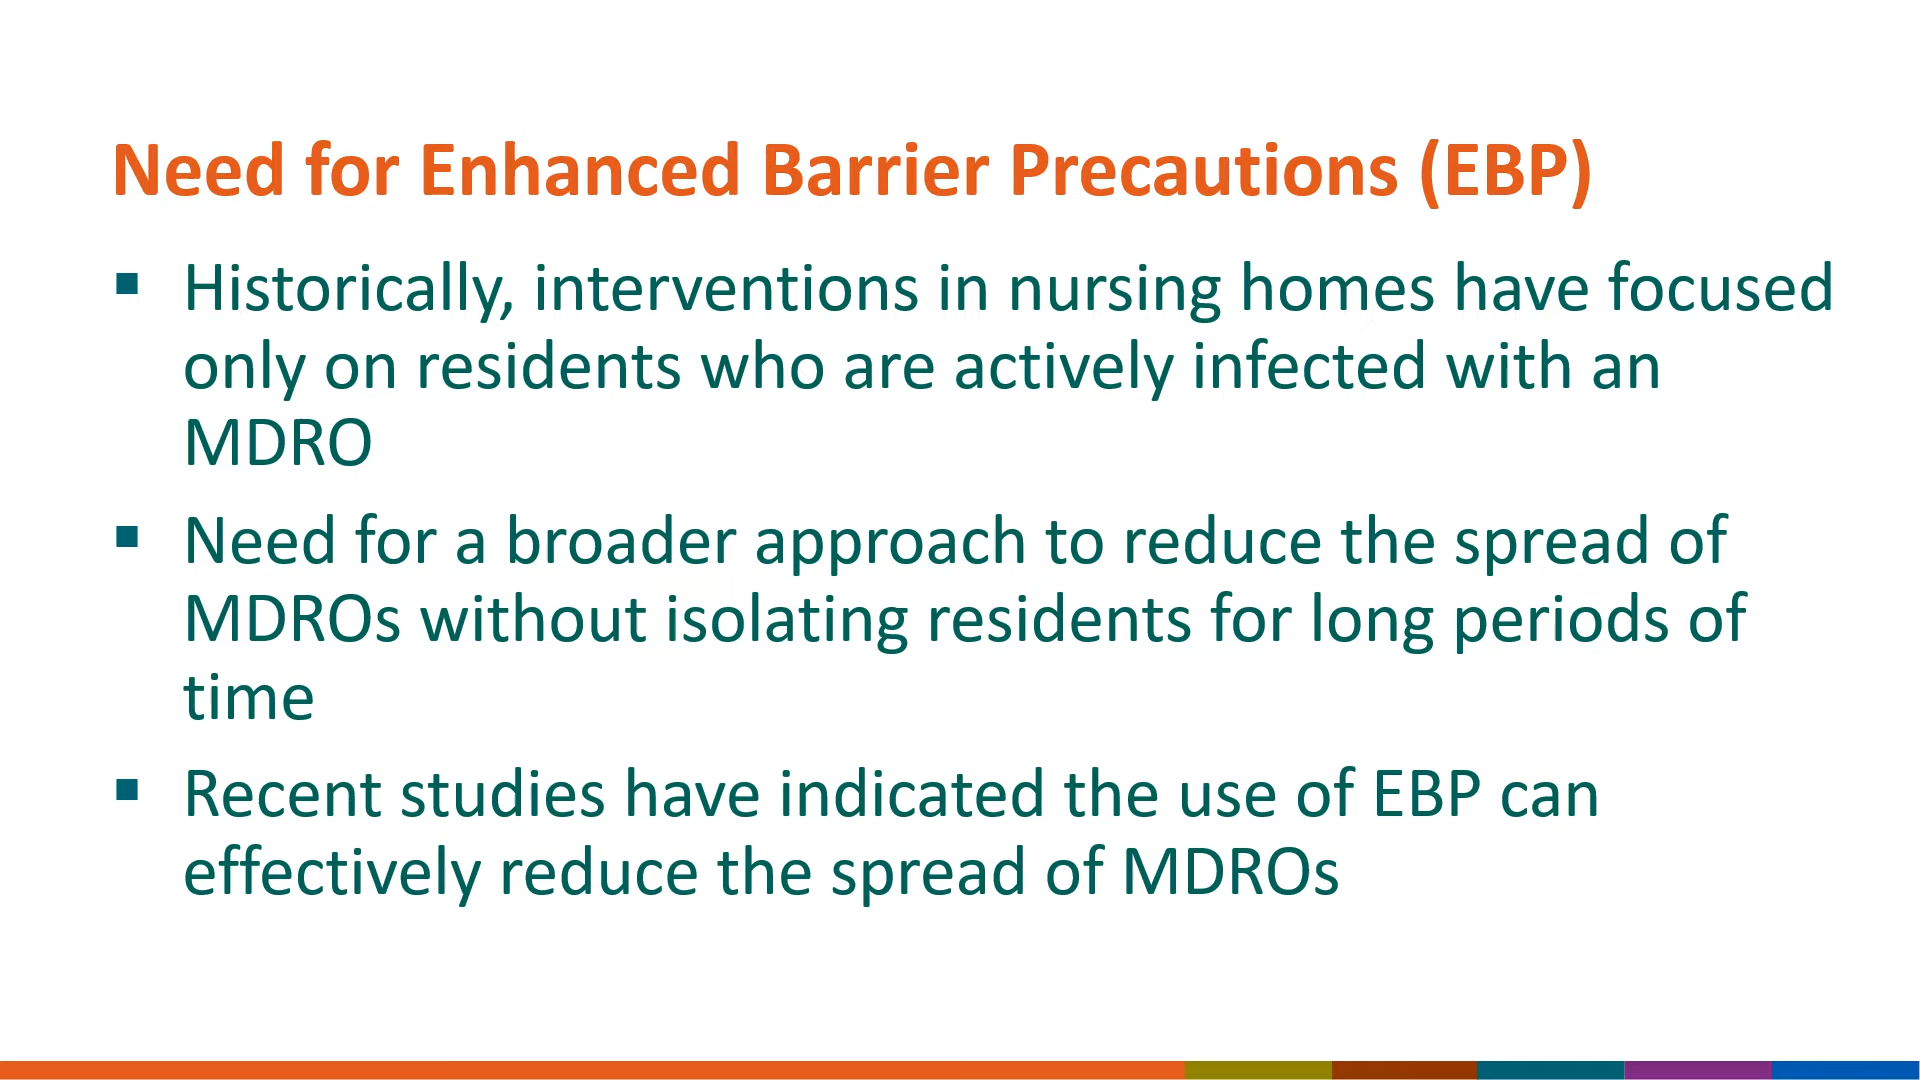 Need for Enhanced Barrier Precautions (EBP)
▪ Historically, interventions in nursing homes have focused
only on residents who are actively infected with an
MDRO
▪ Need for a broader approach to reduce the spread of
MDROs without isolating residents for long periods of
time
▪ Recent studies have indicated the use of EBP can
effectively reduce the spread of MDROs